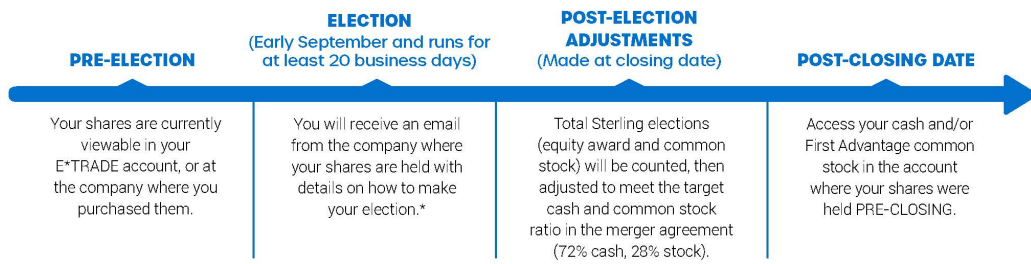 PRE-ELECTION
Your shares are currently
viewable in your
E*TRADE account, or at
the company where you
purchased them.
ELECTION
(Early September and runs for
at least 20 business days)
You will receive an email
from the company where
your shares are held with
details on how to make
your election.*
POST-ELECTION
ADJUSTMENTS
(Made at closing date)
Total Sterling elections
(equity award and common
stock) will be counted, then
adjusted to meet the target
cash and common stock
ratio in the merger agreement
(72% cash, 28% stock).
POST-CLOSING DATE
Access your cash and/or
First Advantage common
stock in the account
where your shares were
held PRE-CLOSING.